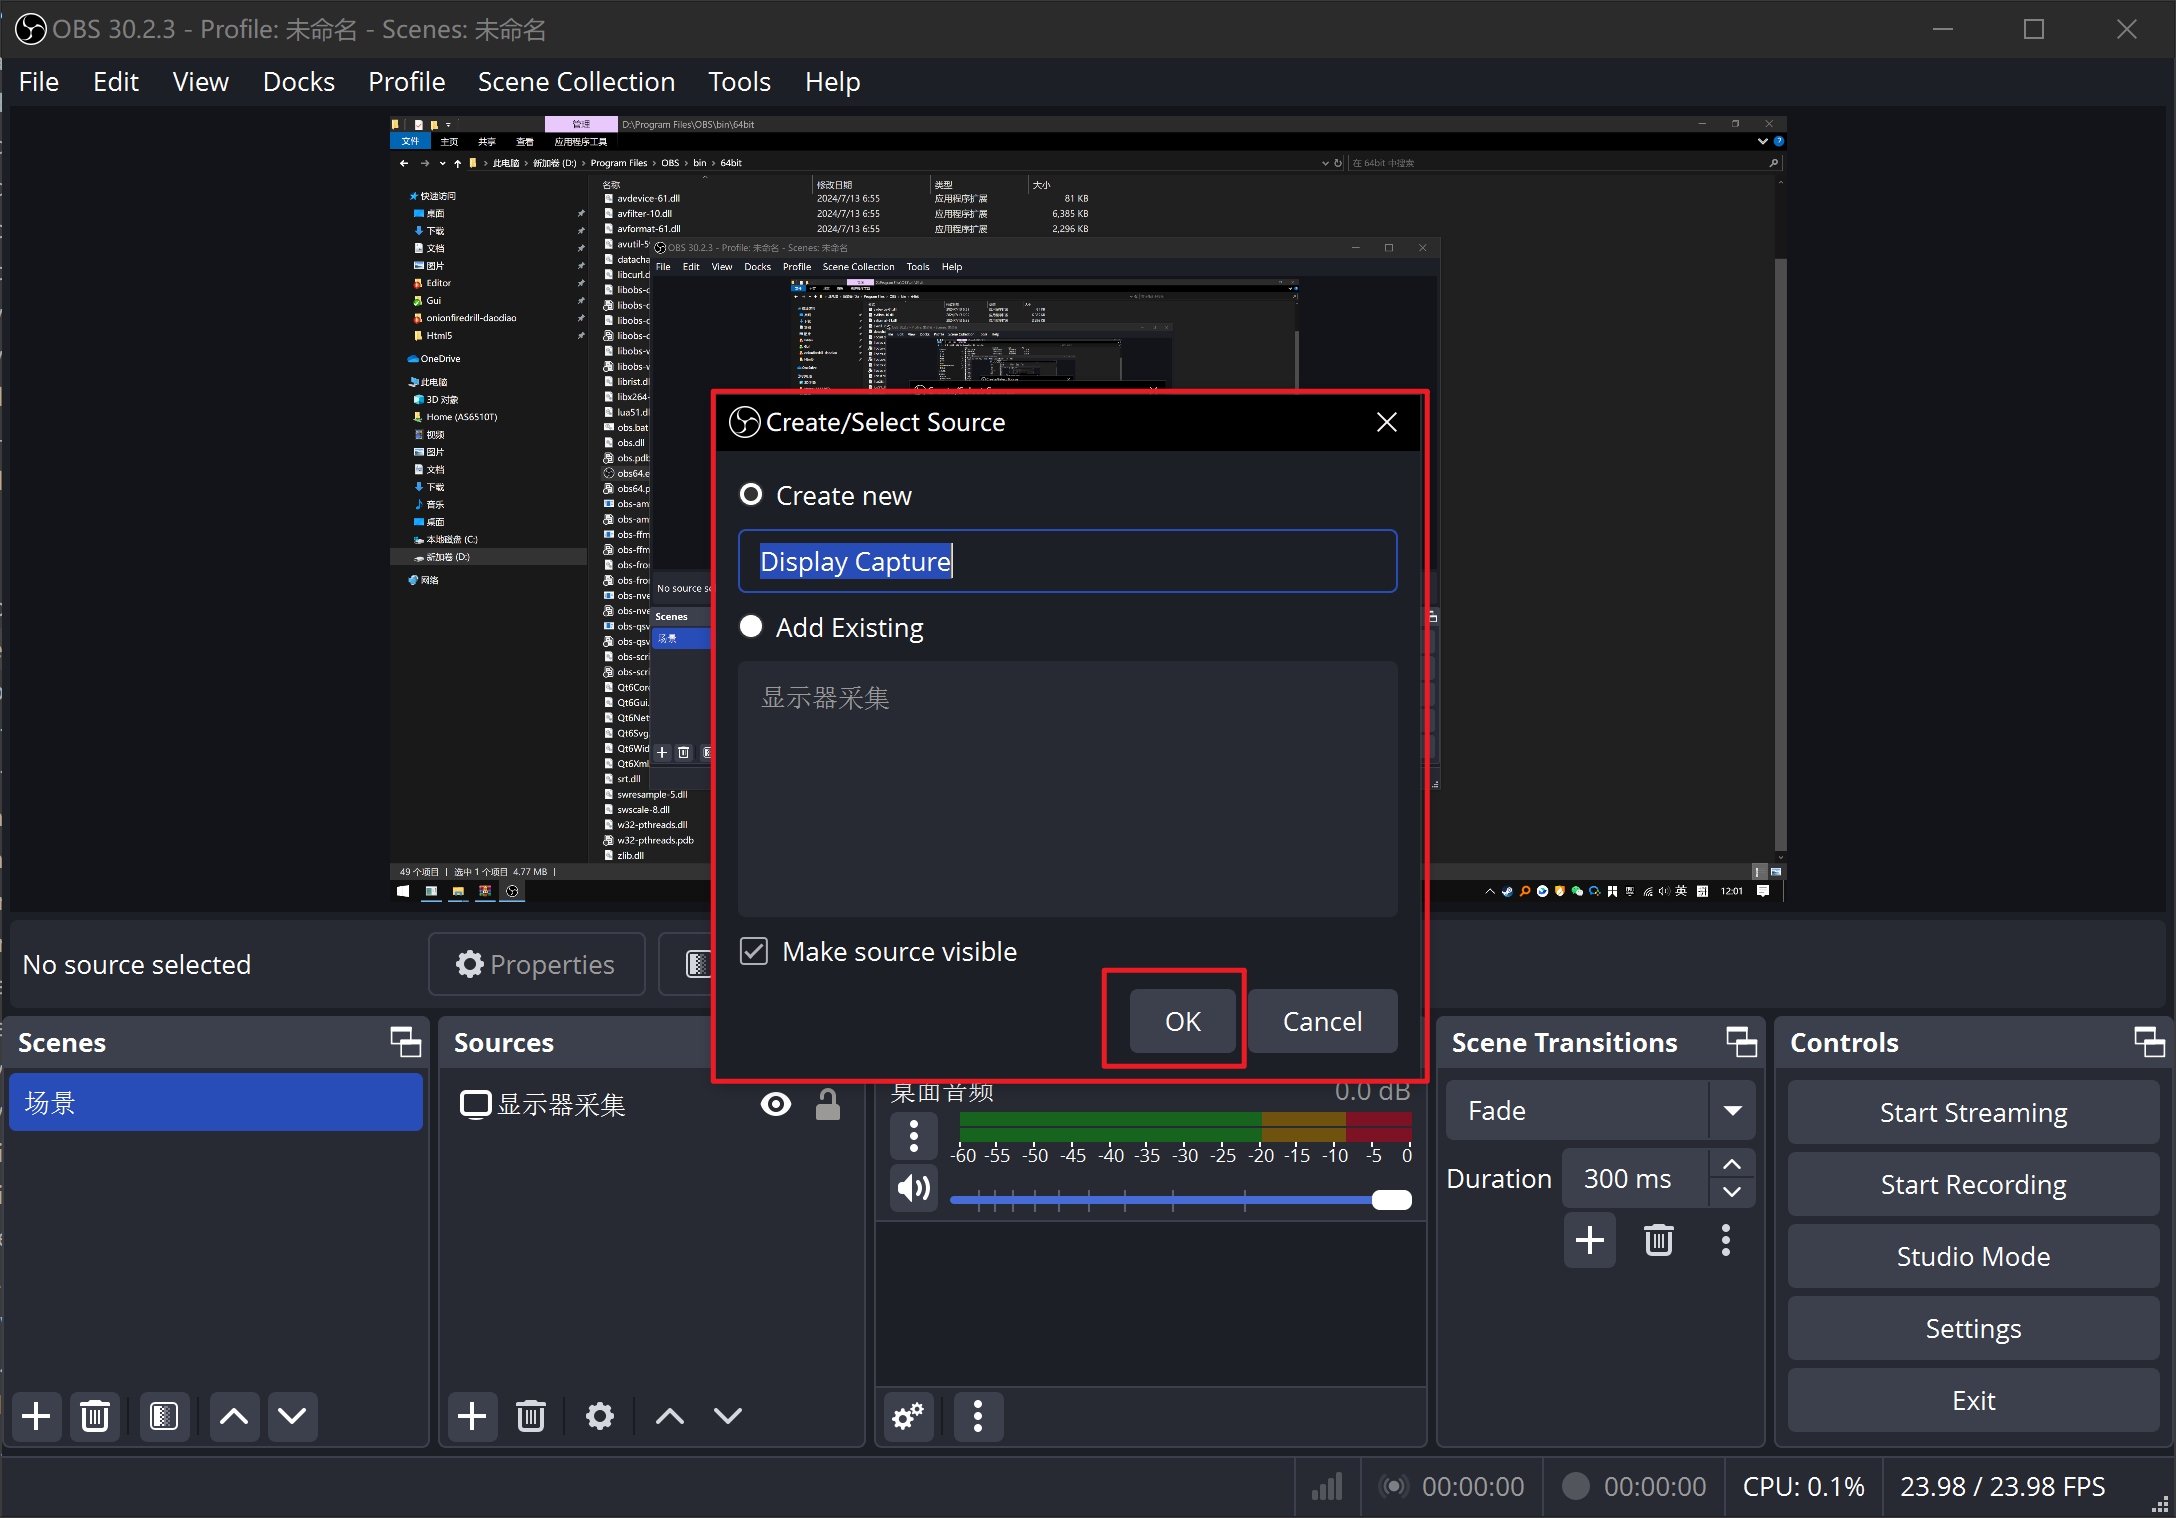 OBS 30.2.3 - Profile: 未命名 - Scenes: 未命名
File Edit View Docks Profile Scene Collection Tools Help
管理 D:\Program Files\OBS\bin\64bit
文件 主页 共享 查看 应用程序工具
此电脑 › 新加卷 (D:) › Program Files › OBS › bin › 64bit 在 64bit 中搜索
名称 修改日期 类型 大小
快速访问
桌面
下载
文档
图片
Editor
Gui
onionfiredrill-daodiao
Html5
OneDrive
此电脑
3D 对象
Home (AS6510T)
视频
图片
文档
下载
音乐
桌面
本地磁盘 (C:)
新加卷 (D:)
网络
avdevice-61.dll 2024/7/13 6:55 应用程序扩展 81 KB
avfilter-10.dll 2024/7/13 6:55 应用程序扩展 6,385 KB
avformat-61.dll 2024/7/13 6:55 应用程序扩展 2,296 KB
avutil-5
datacha
libcurl.d
libobs-c
libobs-c
libobs-c
libobs-c
libobs-w
libobs-w
librist.dl
libx264-
lua51.dl
obs.bat
obs.dll
obs.pdb
obs64.e
obs64.p
obs-am
obs-am
obs-ffm
obs-ffm
obs-fro
obs-fro
obs-nve
obs-nve
obs-qsv
obs-qsv
obs-scri
obs-scri
Qt6Core
Qt6Gui.
Qt6Net
Qt6Svg.
Qt6Wid
Qt6Xml
srt.dll
swresample-5.dll
swscale-8.dll
w32-pthreads.dll
w32-pthreads.pdb
zlib.dll
OBS 30.2.3 - Profile: 未命名 - Scenes: 未命名
File Edit View Docks Profile Scene Collection Tools Help
No source se
Scenes
场景
49 个项目 选中 1 个项目 4.77 MB
英 12:01
Create/Select Source
Create new
Display Capture
Add Existing
显示器采集
Make source visible
OK Cancel
No source selected Properties
Scenes
场景
Sources
显示器采集
桌面音频 0.0 dB
-60 -55 -50 -45 -40 -35 -30 -25 -20 -15 -10 -5 0
Scene Transitions
Fade
Duration 300 ms
Controls
Start Streaming
Start Recording
Studio Mode
Settings
Exit
00:00:00 00:00:00 CPU: 0.1% 23.98 / 23.98 FPS